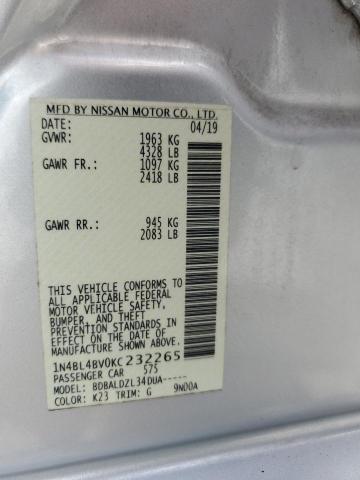 MFD BY NISSAN MOTOR CO., LTD.
DATE: 04/19
GVWR: 1963 KG
4328 LB
GAWR FR.: 1097 KG
2418 LB
GAWR RR.: 945 KG
2083 LB
THIS VEHICLE CONFORMS TO
ALL APPLICABLE FEDERAL
MOTOR VEHICLE SAFETY,
BUMPER, AND THEFT
PREVENTION STANDARDS
IN EFFECT ON THE DATE OF
MANUFACTURE SHOWN ABOVE.
1N4BL4BV0KC232265
PASSENGER CAR 575
MODEL: BDBALDZL34DUA-----
COLOR: K23 TRIM: G 9N00A